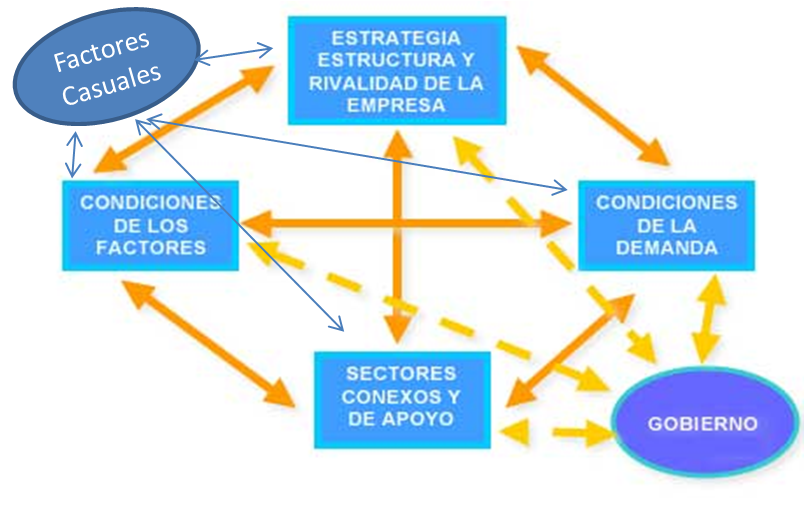 Factores
Casuales
ESTRATEGIA
ESTRUCTURA Y
RIVALIDAD DE LA
EMPRESA
CONDICIONES
DE LOS
FACTORES
CONDICIONES
DE LA
DEMANDA
SECTORES
CONEXOS Y
DE APOYO
GOBIERNO